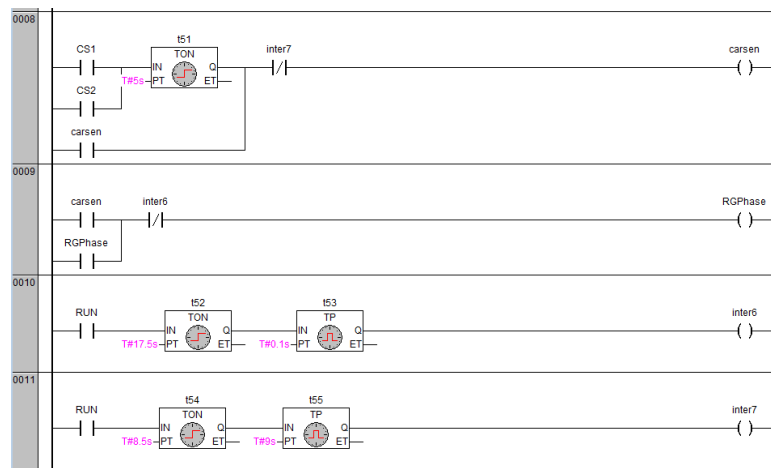 0008
CS1
t51
TON
IN Q
T#5s PT ET
inter7
carsen
CS2
carsen
0009
carsen
inter6
RGPhase
RGPhase
0010
RUN
t52
TON
IN Q
T#17.5s PT ET
t53
TP
IN Q
T#0.1s PT ET
inter6
0011
RUN
t54
TON
IN Q
T#8.5s PT ET
t55
TP
IN Q
T#9s PT ET
inter7